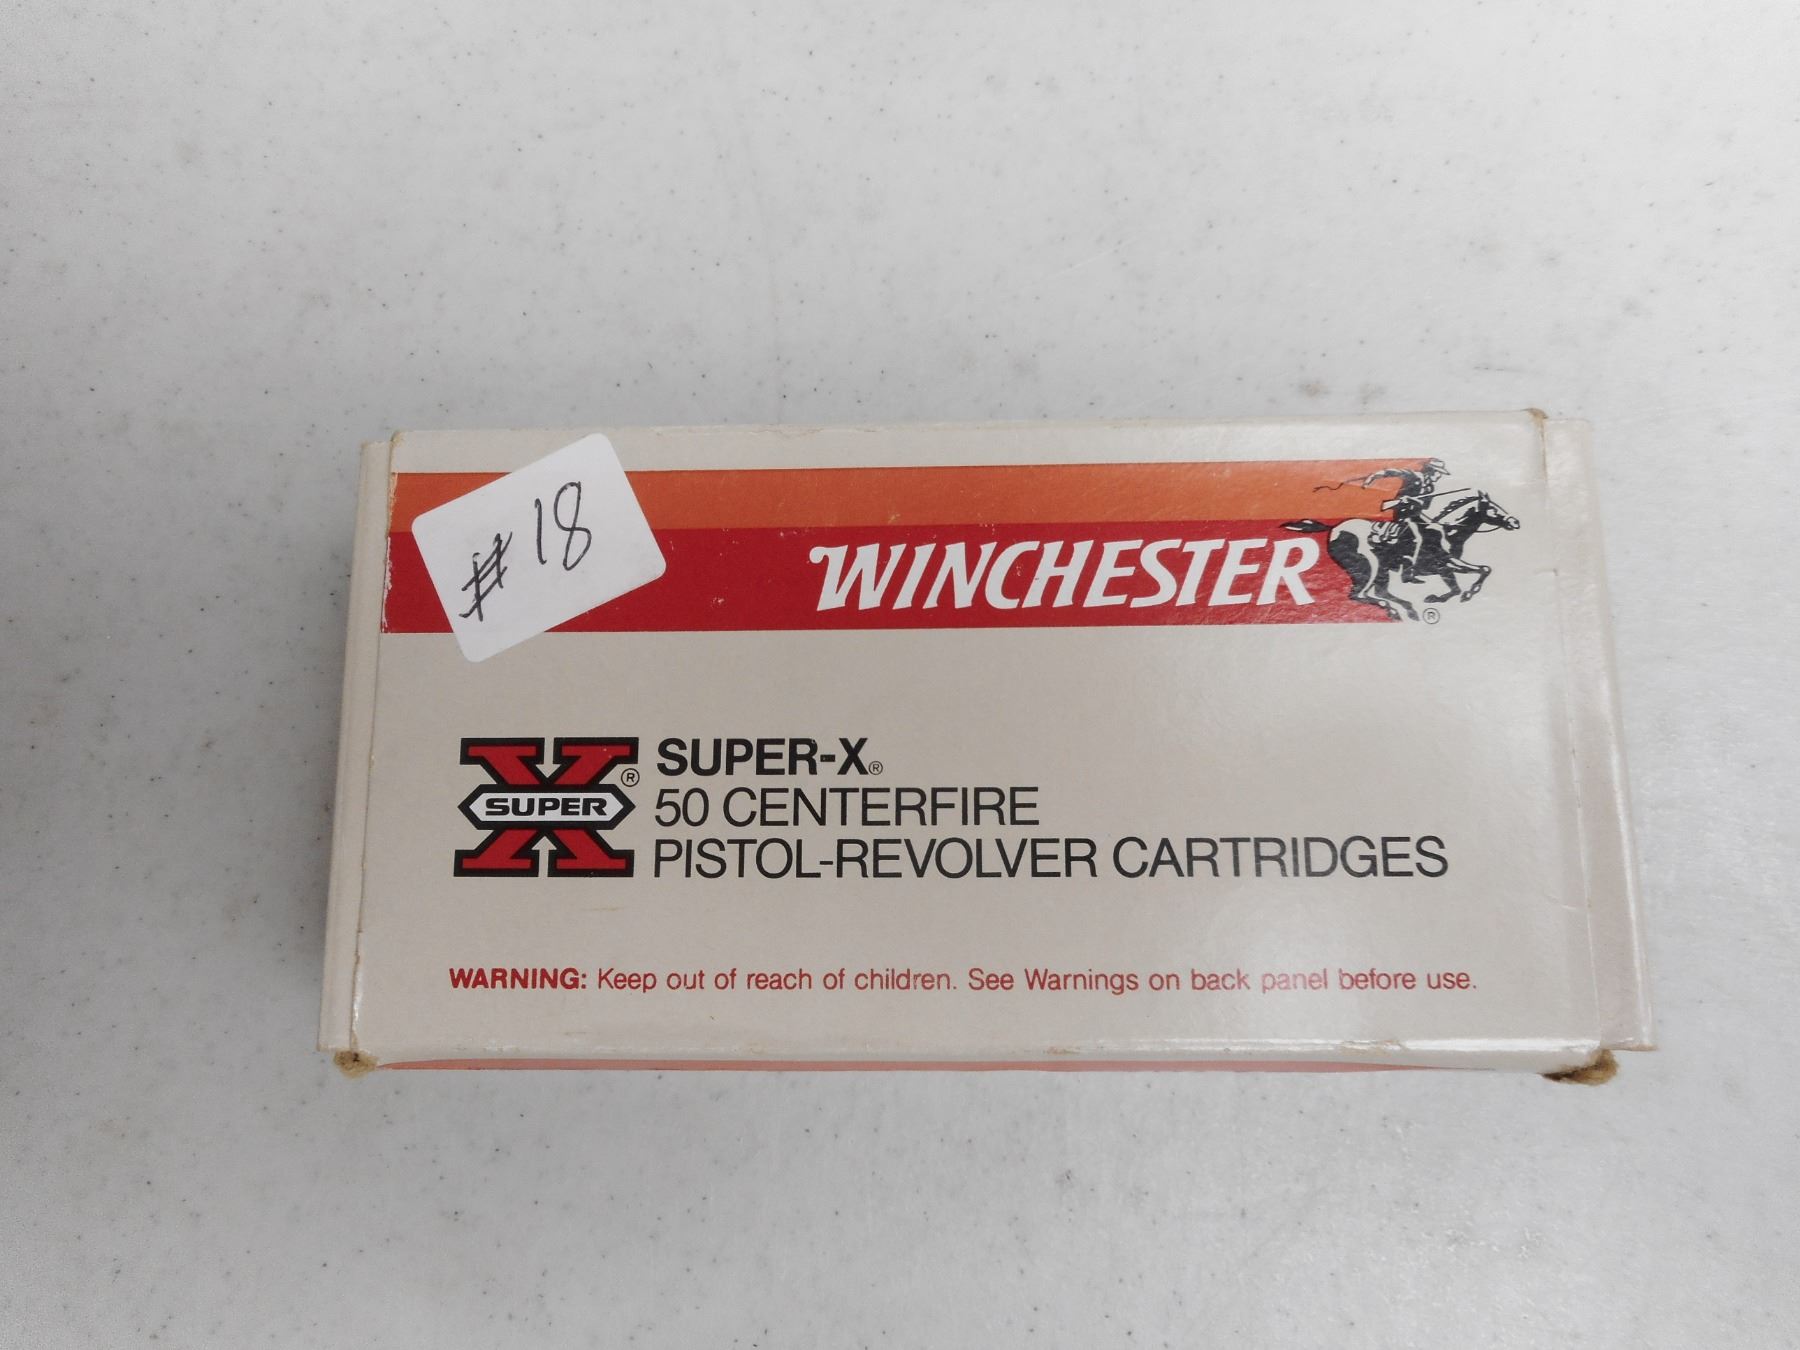 #18
WINCHESTER®
SUPER®
SUPER-X®
50 CENTERFIRE
PISTOL-REVOLVER CARTRIDGES
WARNING: Keep out of reach of children. See Warnings on back panel before use.